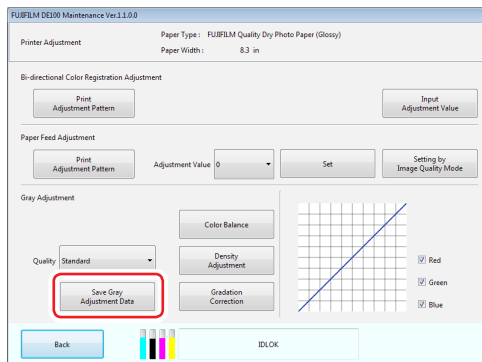 FUJIFILM DE100 Maintenance Ver.1.1.0.0
Printer Adjustment
Paper Type : FUJIFILM Quality Dry Photo Paper (Glossy)
Paper Width : 8.3 in
Bi-directional Color Registration Adjustment
Print
Adjustment Pattern
Input
Adjustment Value
Paper Feed Adjustment
Print
Adjustment Pattern
Adjustment Value 0
Set
Setting by
Image Quality Mode
Gray Adjustment
Color Balance
Quality Standard
Density
Adjustment
Red
Save Gray
Adjustment Data
Gradation
Correction
Green
Blue
Back
IDLOK